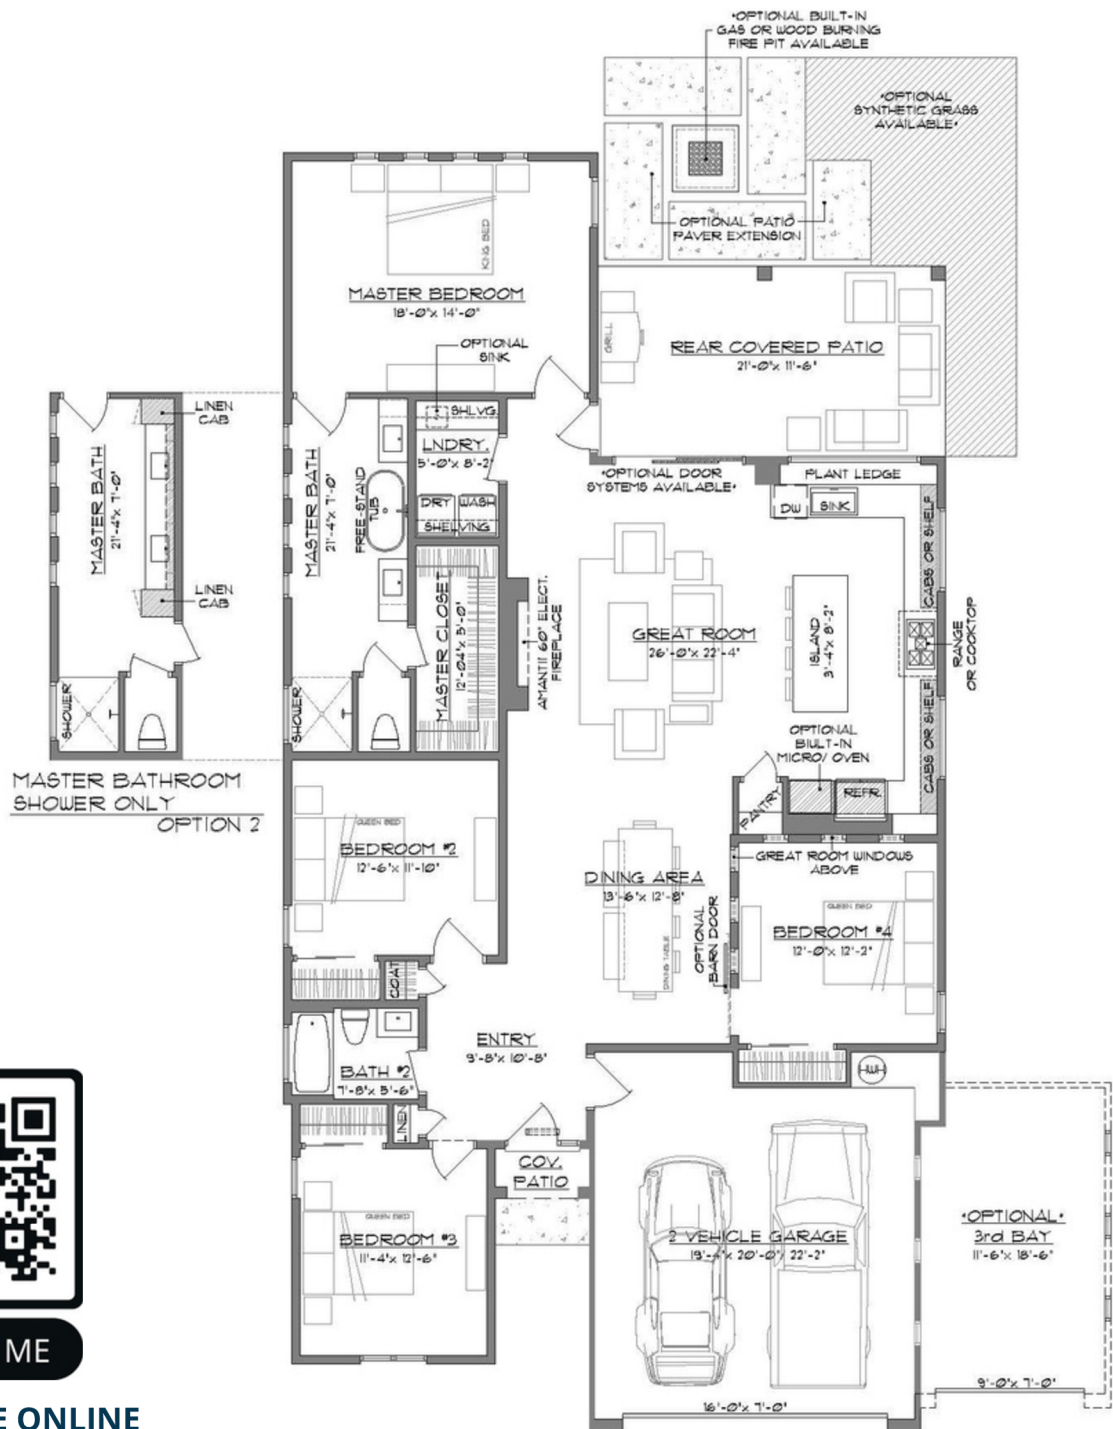 •OPTIONAL BUILT-IN
GAS OR WOOD BURNING
FIRE PIT AVAILABLE
•OPTIONAL
SYNTHETIC GRASS
AVAILABLE•
OPTIONAL PATIO
PAVER EXTENSION
KING BED
MASTER BEDROOM
18'-0"x 14'-0"
OPTIONAL
SINK
GRILL
REAR COVERED PATIO
21'-0"x 11'-6"
LINEN
CAB
MASTER BATH
21'-4"x 7'-0"
LINEN
CAB
SHOWER
MASTER BATHROOM
SHOWER ONLY
OPTION 2
MASTER BATH
21'-4"x 7'-0"
FREE-STAND
TUB
SHOWER
SHLVG.
LNDRY.
5'-0"x 8'-2"
DRY
WASH
SHELVING
MASTER CLOSET
12'-04"x 5'-0"
AMANTII 60" ELECT.
FIREPLACE
•OPTIONAL DOOR
SYSTEMS AVAILABLE•
PLANT LEDGE
DW
SINK
CABS OR SHELF
GREAT ROOM
26'-0"x 22'-4"
ISLAND
3'-4"x 8'-2"
RANGE
OR COOKTOP
CABS OR SHELF
OPTIONAL
BIULT-IN
MICRO/ OVEN
PANTRY
REFR.
GREAT ROOM WINDOWS
ABOVE
QUEEN BED
BEDROOM #2
12'-6"x 11'-10"
DINING AREA
13'-6"x 12'-8"
DINING TABLE
OPTIONAL
BARN DOOR
QUEEN BED
BEDROOM #4
12'-0"x 12'-2"
COAT
ENTRY
9'-8"x 10'-8"
BATH #2
7'-8"x 5'-6"
HWH
LINEN
COV.
PATIO
QUEEN BED
BEDROOM #3
11'-4"x 12'-6"
2 VEHICLE GARAGE
19'-4"x 20'-0"/ 22'-2"
•OPTIONAL•
3rd BAY
11'-6"x 18'-6"
9'-0"x 7'-0"
16'-0"x 7'-0"
ME
E ONLINE